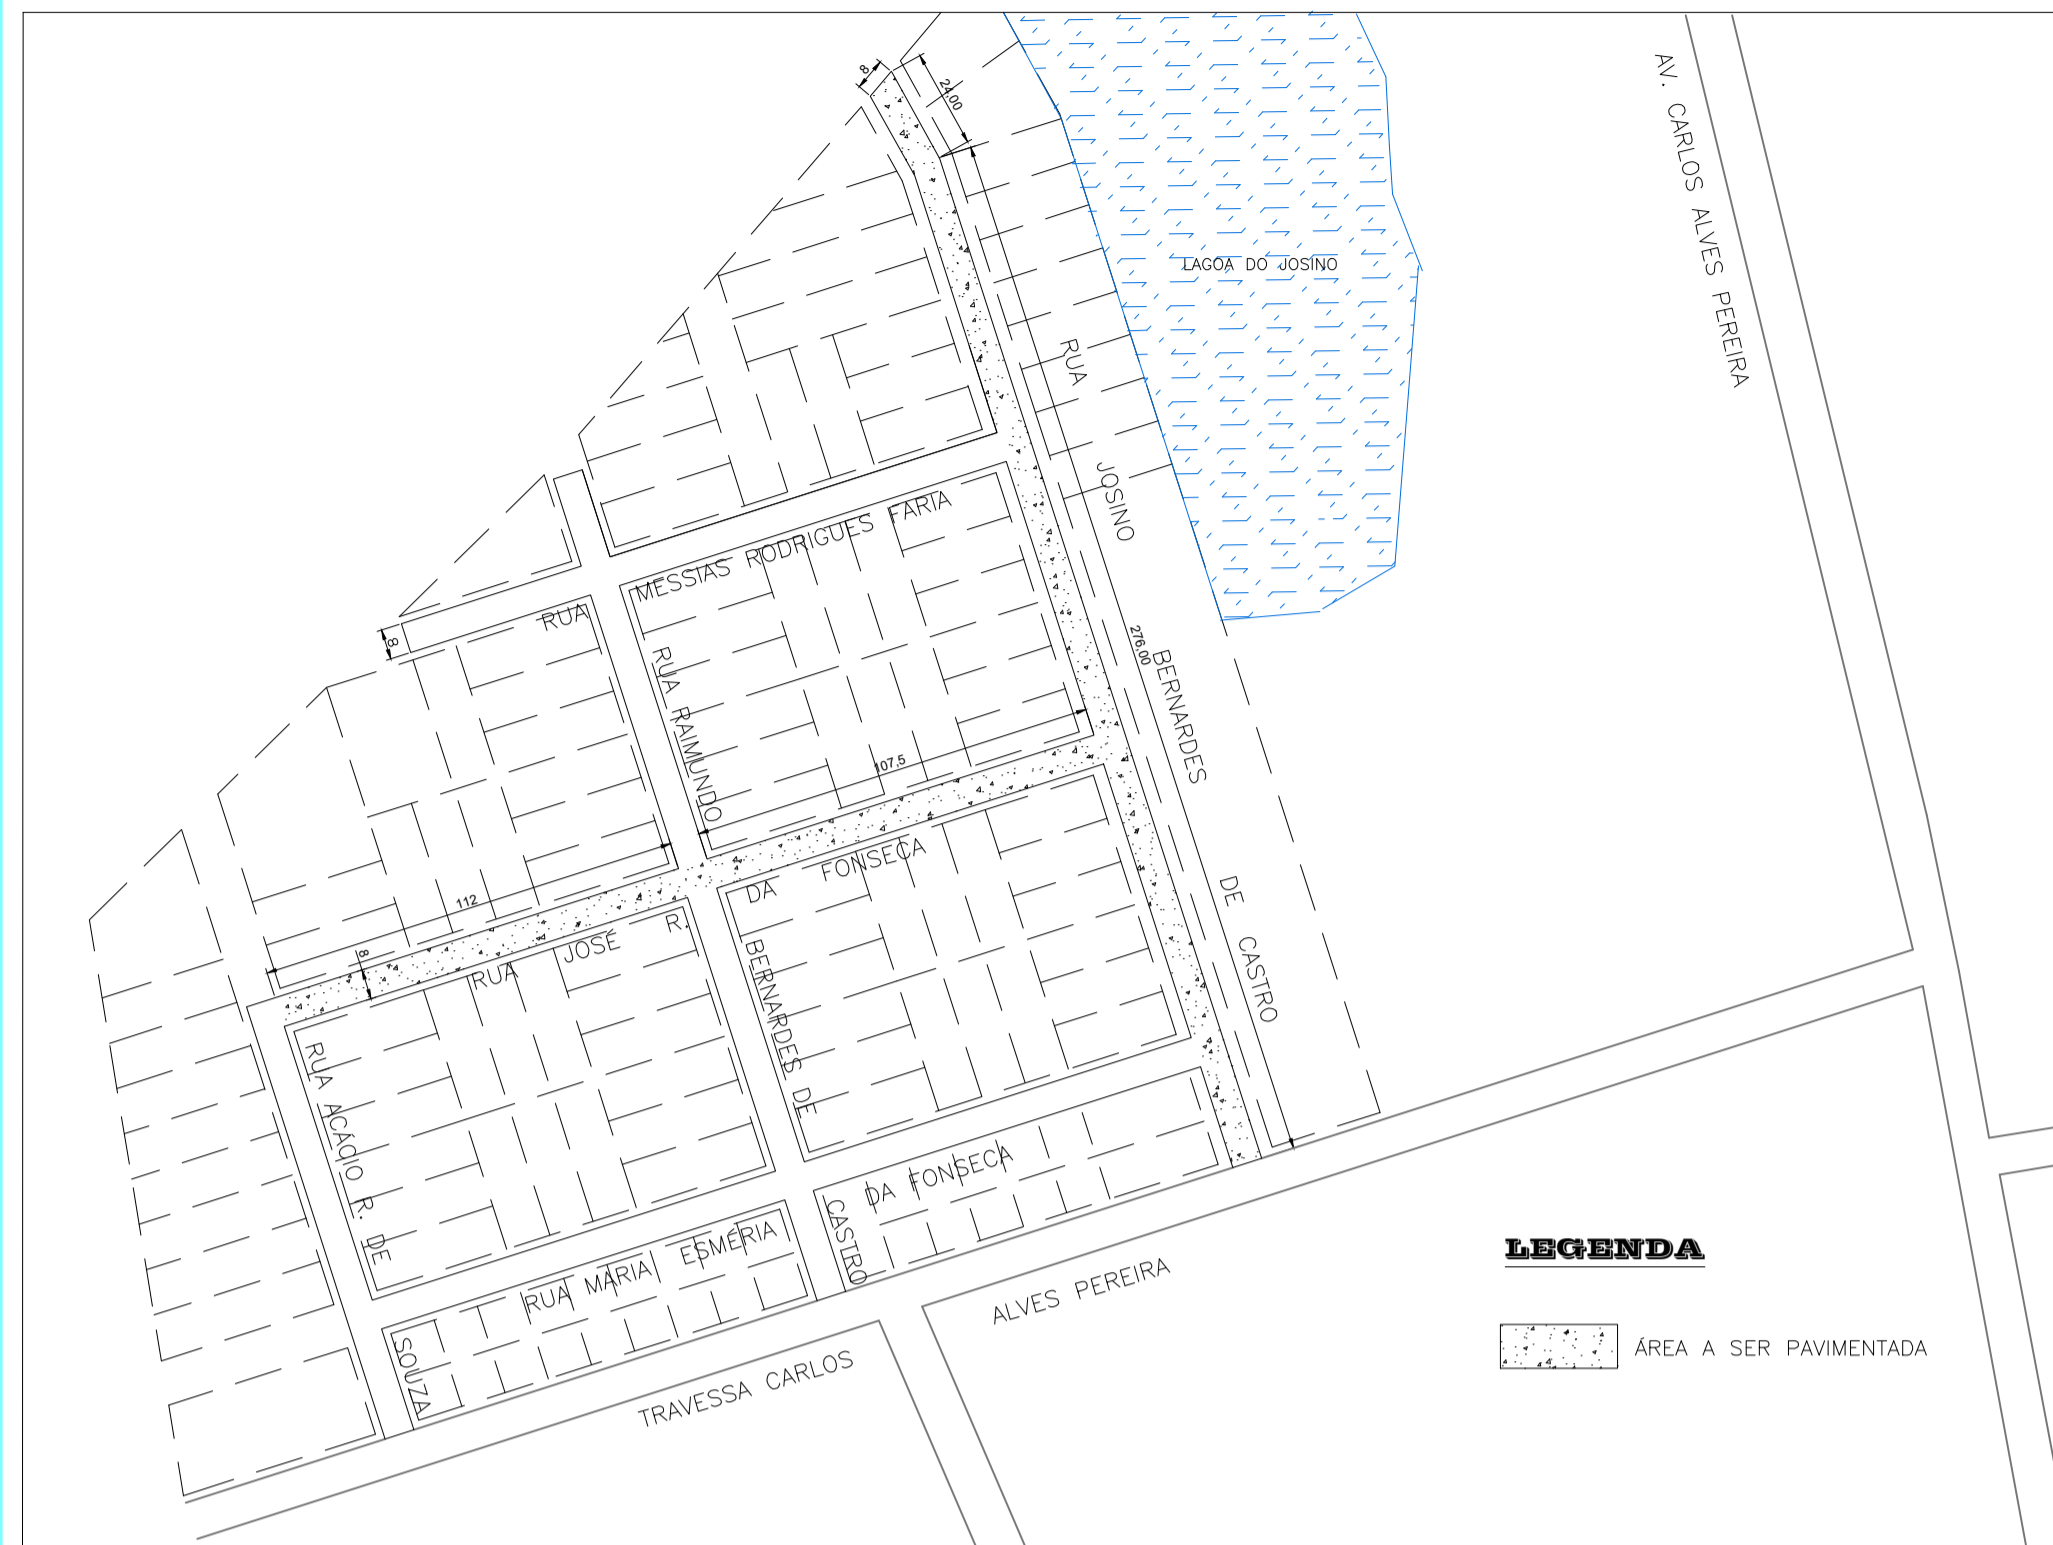 8
24,00
AV. CARLOS ALVES PEREIRA
LAGOA DO JOSINO
RUA JOSINO BERNARDES DE CASTRO
276,00
RUA MESSIAS RODRIGUES FARIA
8
RUA RAIMUNDO BERNARDES DE CASTRO
107,5
112
8
RUA JOSÉ R. DA FONSECA
RUA ACÁCIO R. DE SOUZA
RUA MARIA ESMÉRIA DA FONSECA
TRAVESSA CARLOS ALVES PEREIRA
LEGENDA
ÁREA A SER PAVIMENTADA